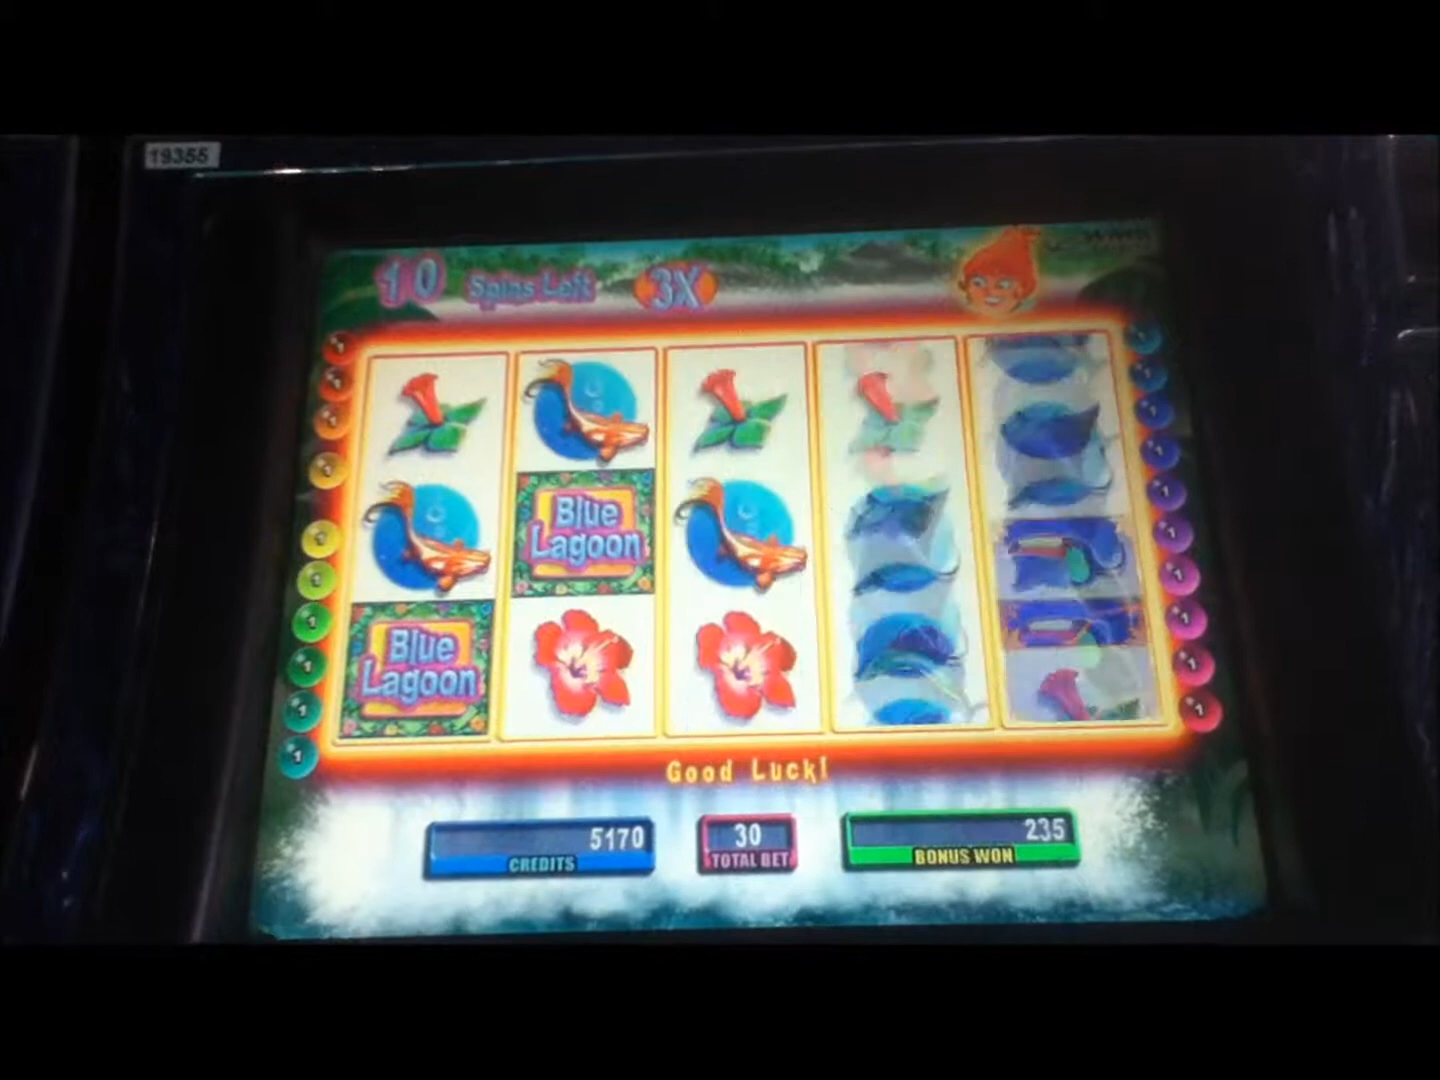 19355
10 Spins Left 3X
Blue
Lagoon
Blue
Lagoon
Good Luck!
5170
CREDITS
30
TOTAL BET
235
BONUS WON